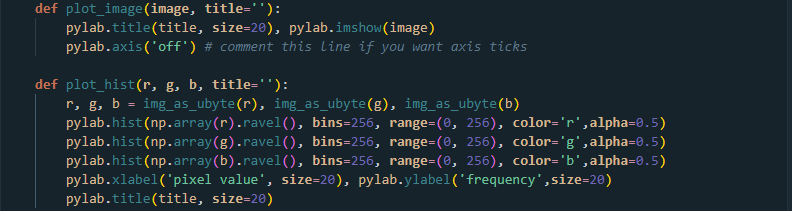 def plot_image(image, title=''):
    pylab.title(title, size=20), pylab.imshow(image)
    pylab.axis('off') # comment this line if you want axis ticks

def plot_hist(r, g, b, title=''):
    r, g, b = img_as_ubyte(r), img_as_ubyte(g), img_as_ubyte(b)
    pylab.hist(np.array(r).ravel(), bins=256, range=(0, 256), color='r',alpha=0.5)
    pylab.hist(np.array(g).ravel(), bins=256, range=(0, 256), color='g',alpha=0.5)
    pylab.hist(np.array(b).ravel(), bins=256, range=(0, 256), color='b',alpha=0.5)
    pylab.xlabel('pixel value', size=20), pylab.ylabel('frequency',size=20)
    pylab.title(title, size=20)